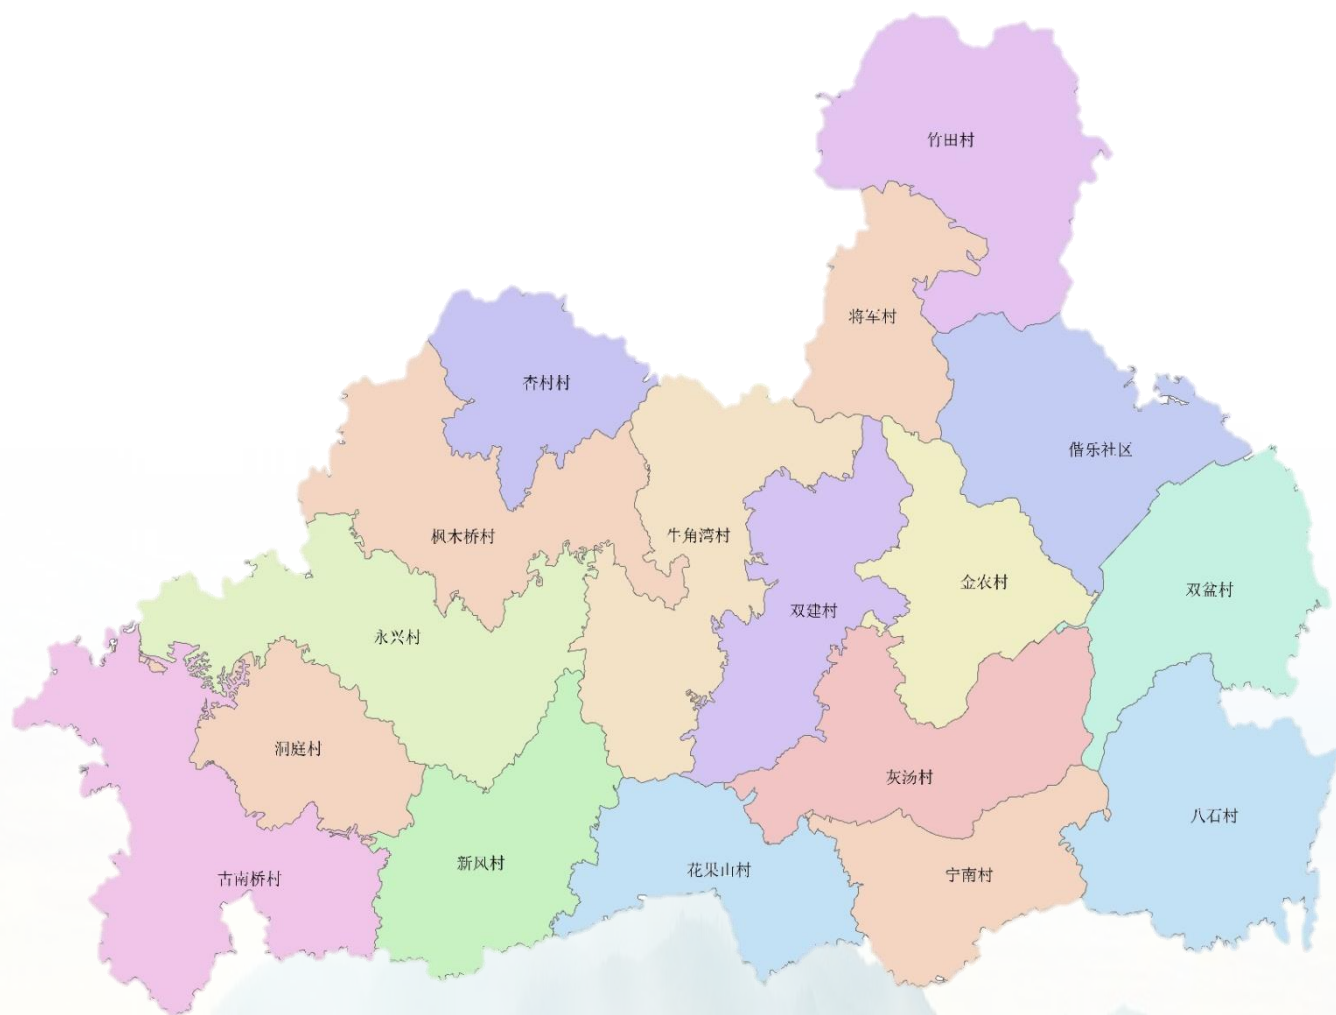 竹田村
将军村
杏村村
偕乐社区
枫木桥村
牛角湾村
金农村
双盆村
双建村
永兴村
洞庭村
灰汤村
八石村
新风村
花果山村
宁南村
古南桥村